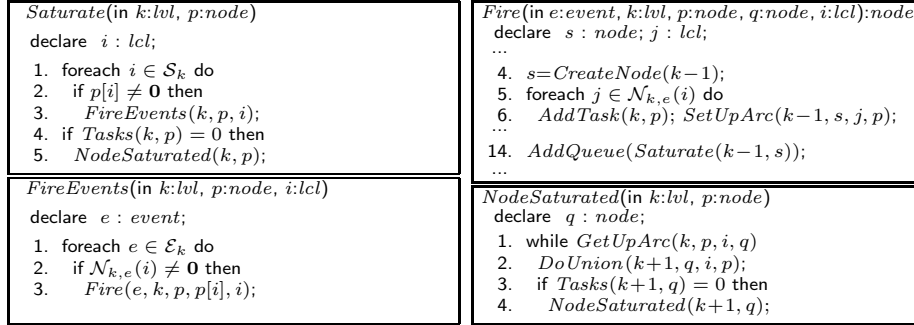 Saturate(in k:lvl, p:node)
declare i : lcl;
1. foreach i ∈ 𝒮ₖ do
2. if p[i] ≠ 0 then
3. FireEvents(k, p, i);
4. if Tasks(k, p) = 0 then
5. NodeSaturated(k, p);
FireEvents(in k:lvl, p:node, i:lcl)
declare e : event;
1. foreach e ∈ ℰₖ do
2. if 𝒩ₖ,ₑ(i) ≠ 0 then
3. Fire(e, k, p, p[i], i);
Fire(in e:event, k:lvl, p:node, q:node, i:lcl):node
declare s : node; j : lcl;
...
4. s=CreateNode(k−1);
5. foreach j ∈ 𝒩ₖ,ₑ(i) do
6. AddTask(k, p); SetUpArc(k−1, s, j, p);
...
14. AddQueue(Saturate(k−1, s));
...
NodeSaturated(in k:lvl, p:node)
declare q : node;
1. while GetUpArc(k, p, i, q)
2. DoUnion(k+1, q, i, p);
3. if Tasks(k+1, q) = 0 then
4. NodeSaturated(k+1, q);